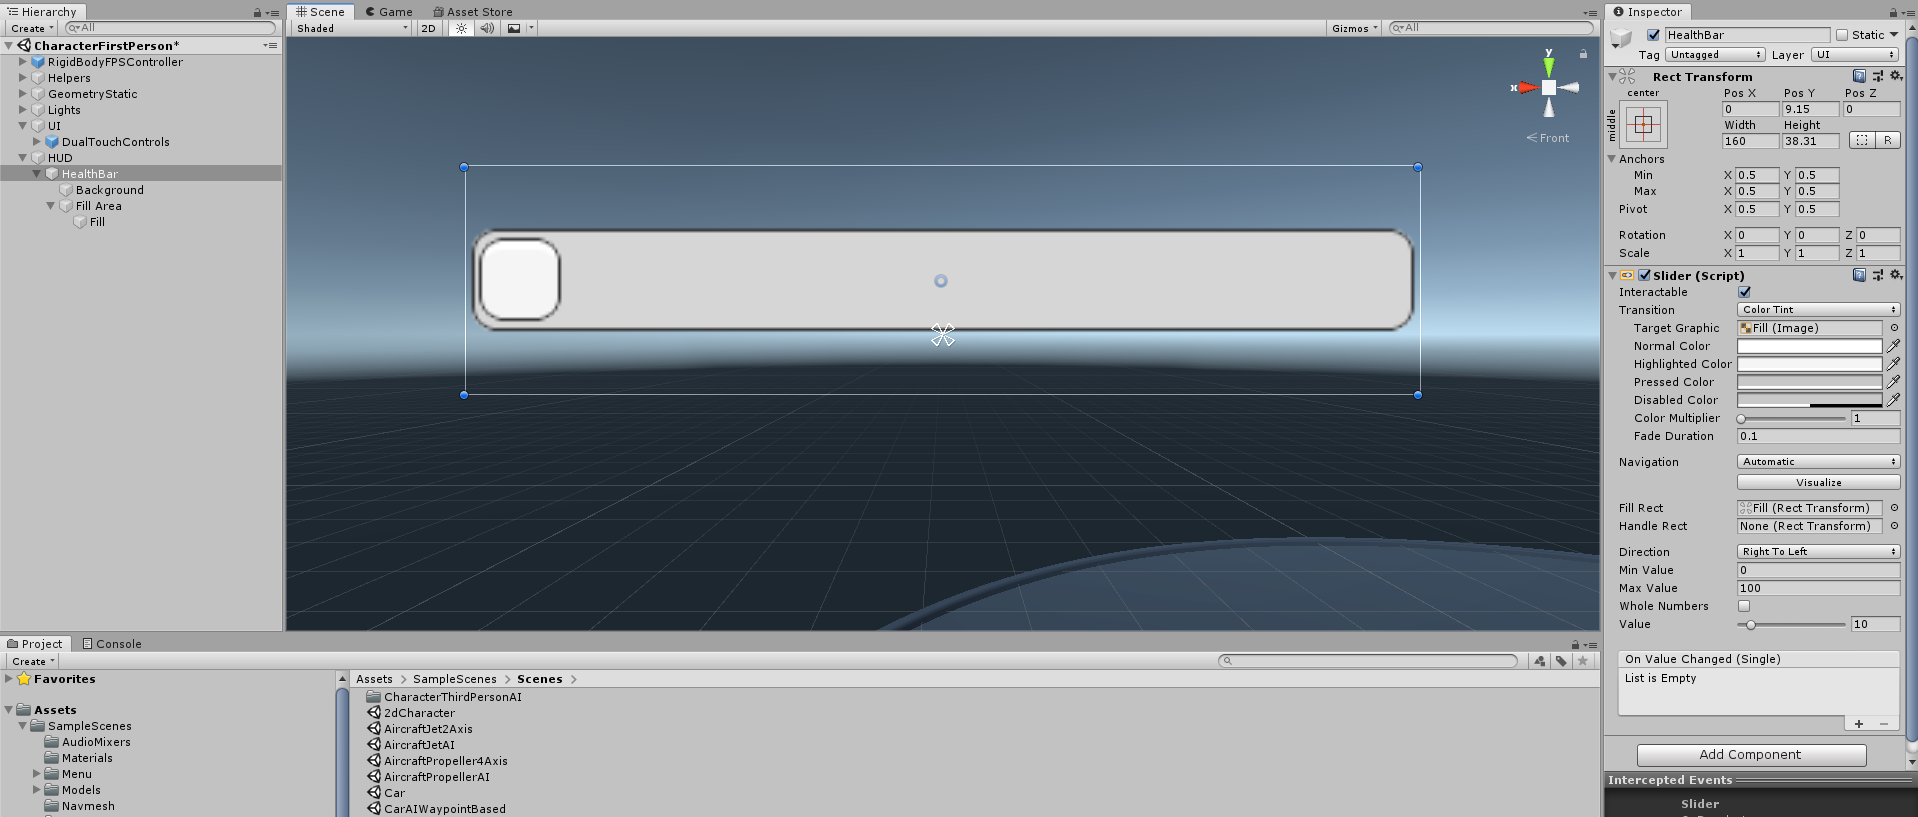 Hierarchy
Create
All
CharacterFirstPerson*
RigidBodyFPSController
Helpers
GeometryStatic
Lights
UI
DualTouchControls
HUD
HealthBar
Background
Fill Area
Fill
Scene
Game
Asset Store
Shaded
2D
Gizmos
All
y
x
Front
Project
Console
Create
Favorites
Assets
SampleScenes
AudioMixers
Materials
Menu
Models
Navmesh
Assets > SampleScenes > Scenes >
CharacterThirdPersonAI
2dCharacter
AircraftJet2Axis
AircraftJetAI
AircraftPropeller4Axis
AircraftPropellerAI
Car
CarAIWaypointBased
Inspector
HealthBar Static
Tag Untagged Layer UI
Rect Transform
center Pos X Pos Y Pos Z
middle 0 9.15 0
Width Height
160 38.31 R
Anchors
Min X 0.5 Y 0.5
Max X 0.5 Y 0.5
Pivot X 0.5 Y 0.5
Rotation X 0 Y 0 Z 0
Scale X 1 Y 1 Z 1
Slider (Script)
Interactable
Transition Color Tint
Target Graphic Fill (Image)
Normal Color
Highlighted Color
Pressed Color
Disabled Color
Color Multiplier 1
Fade Duration 0.1
Navigation Automatic
Visualize
Fill Rect Fill (Rect Transform)
Handle Rect None (Rect Transform)
Direction Right To Left
Min Value 0
Max Value 100
Whole Numbers
Value 10
On Value Changed (Single)
List is Empty
Add Component
Intercepted Events
Slider